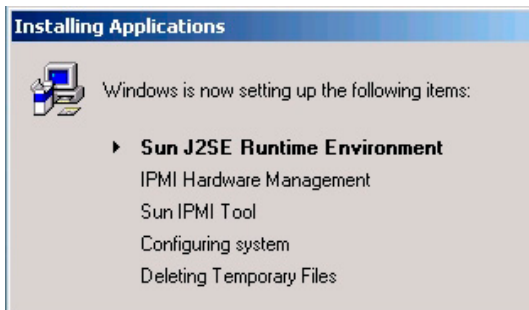 Installing Applications
Windows is now setting up the following items:
Sun J2SE Runtime Environment
IPMI Hardware Management
Sun IPMI Tool
Configuring system
Deleting Temporary Files